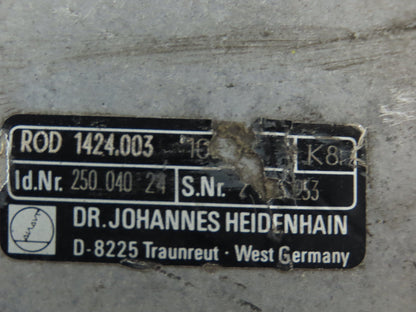 ROD 1424.003 K8
Id.Nr. 250 040 24 S.Nr.
DR. JOHANNES HEIDENHAIN
D-8225 Traunreut · West Germany